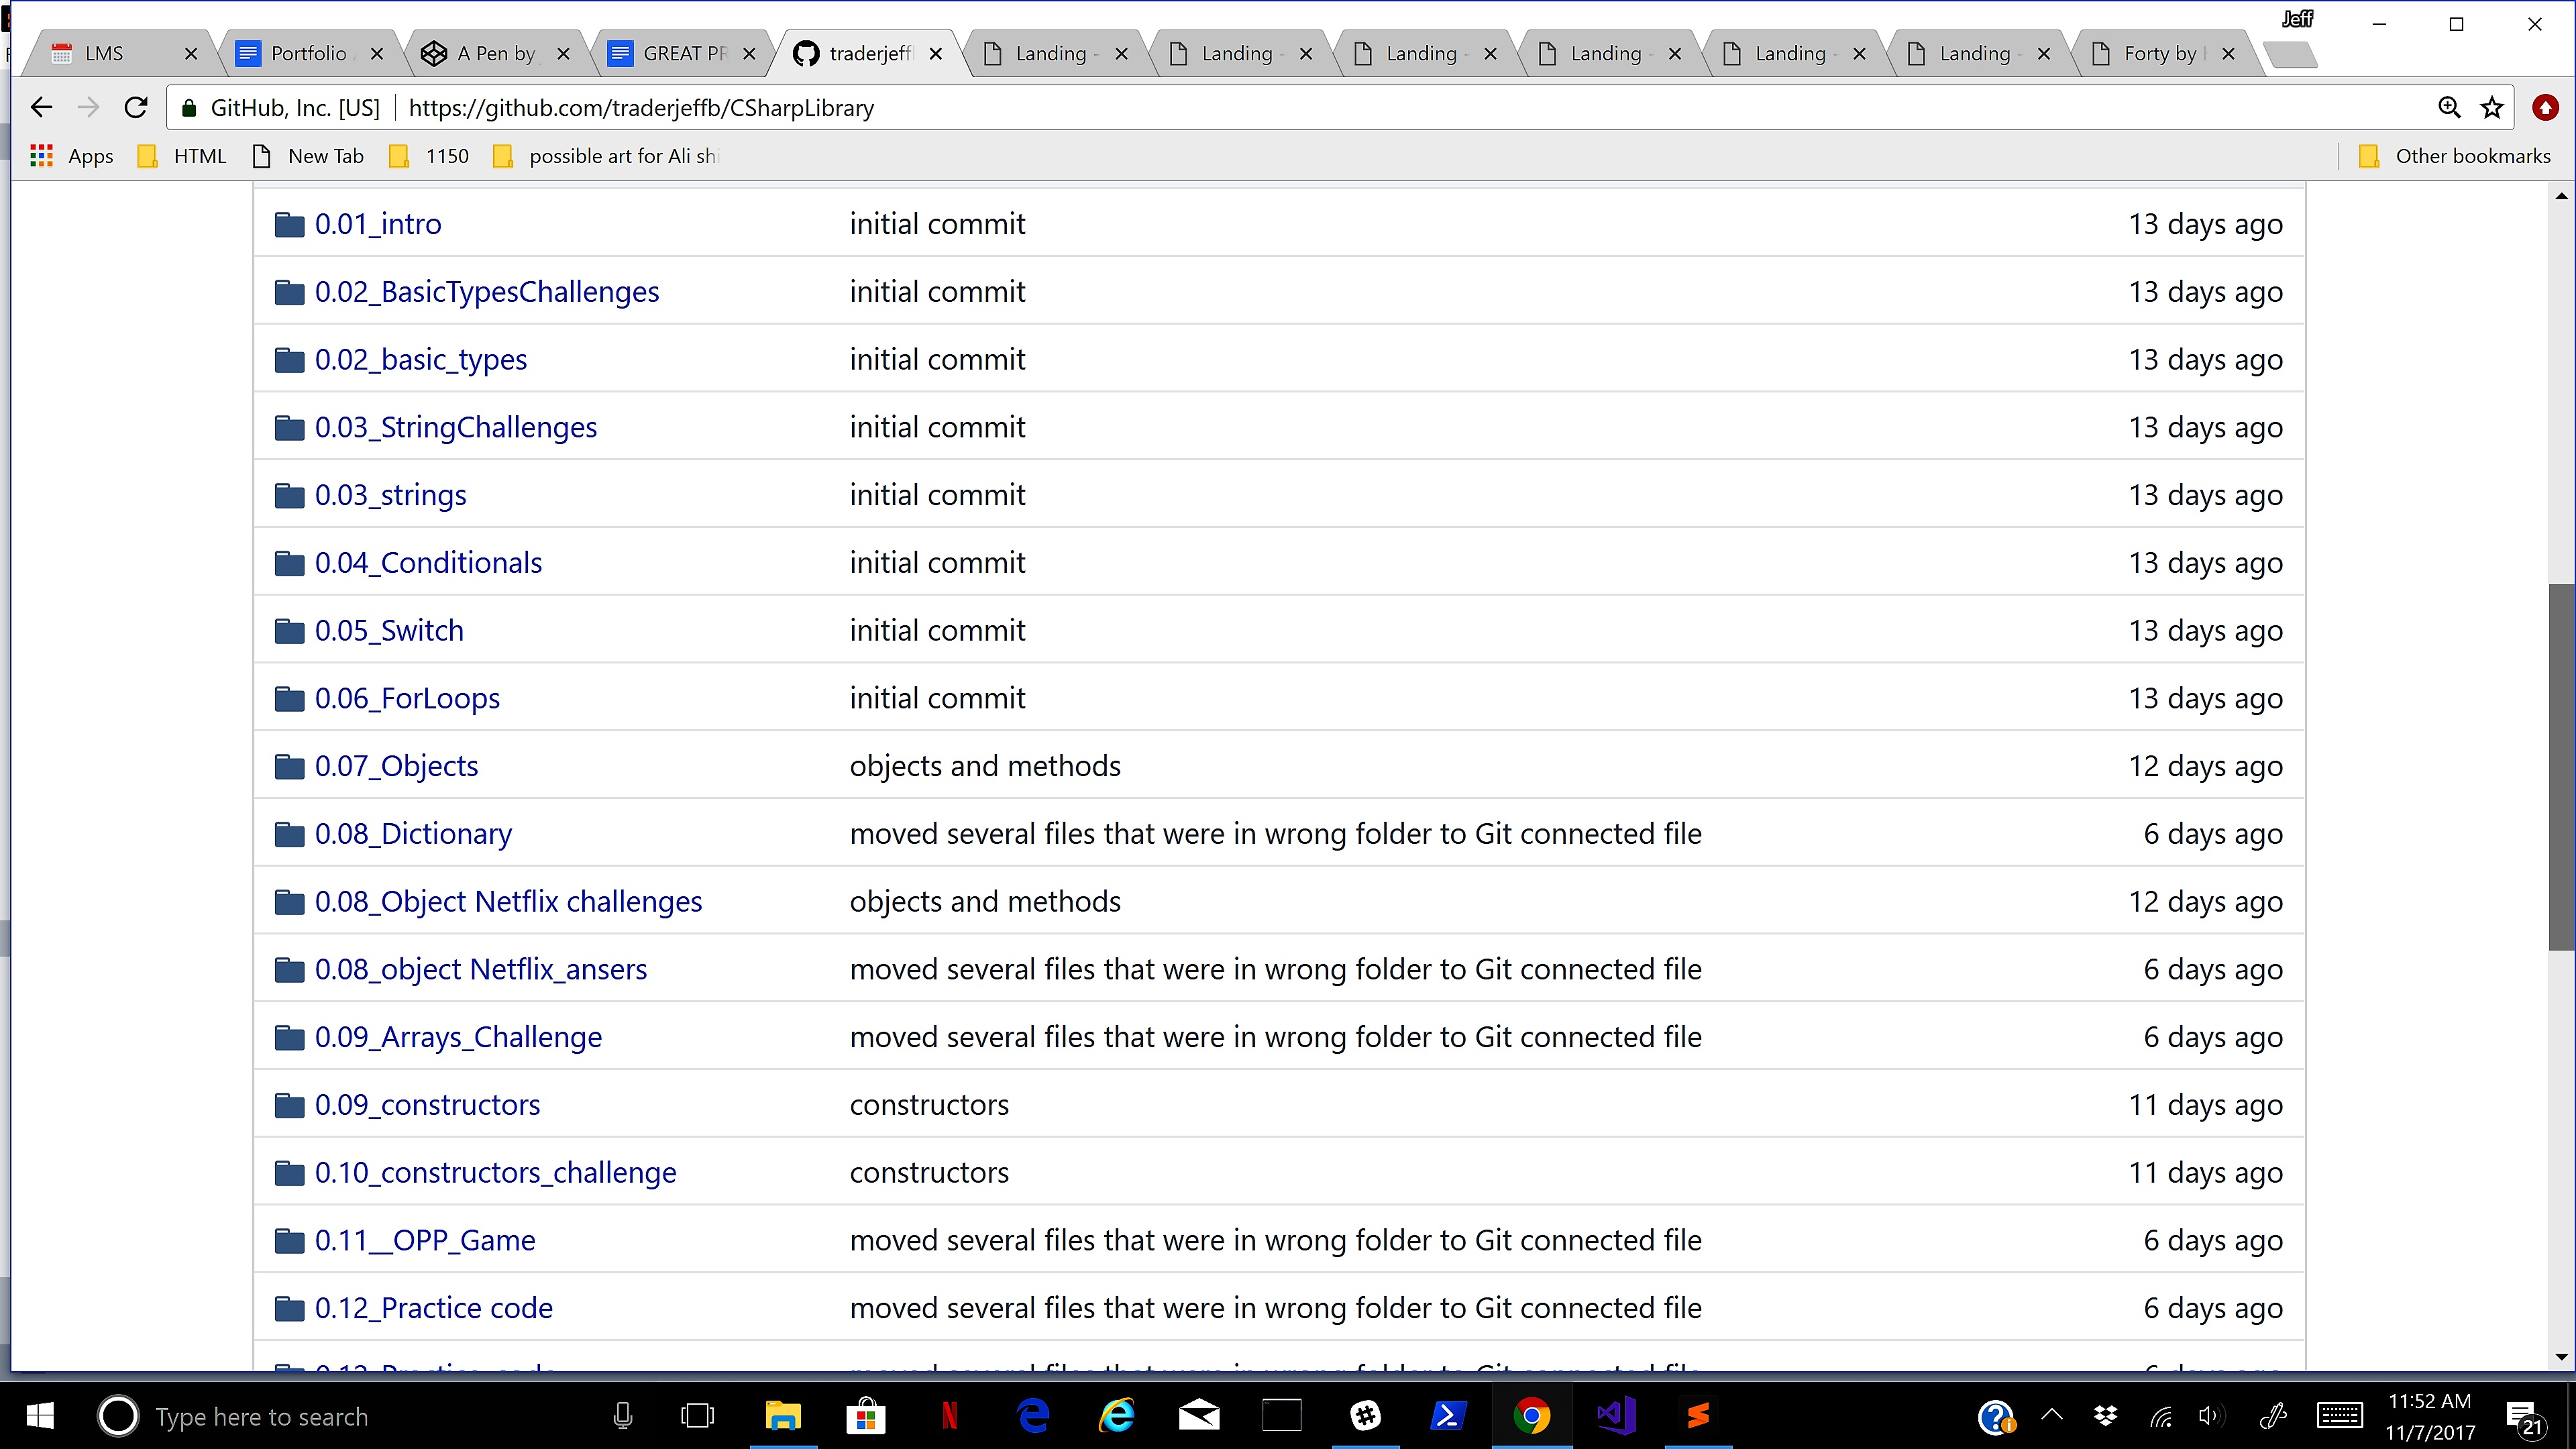 Jeff
LMS
Portfolio
A Pen by
GREAT PR
traderjeff
Landing -
Landing -
Landing -
Landing -
Landing -
Landing -
Forty by
GitHub, Inc. [US] https://github.com/traderjeffb/CSharpLibrary
Apps HTML New Tab 1150 possible art for Ali shi Other bookmarks
0.01_intro initial commit 13 days ago
0.02_BasicTypesChallenges initial commit 13 days ago
0.02_basic_types initial commit 13 days ago
0.03_StringChallenges initial commit 13 days ago
0.03_strings initial commit 13 days ago
0.04_Conditionals initial commit 13 days ago
0.05_Switch initial commit 13 days ago
0.06_ForLoops initial commit 13 days ago
0.07_Objects objects and methods 12 days ago
0.08_Dictionary moved several files that were in wrong folder to Git connected file 6 days ago
0.08_Object Netflix challenges objects and methods 12 days ago
0.08_object Netflix_ansers moved several files that were in wrong folder to Git connected file 6 days ago
0.09_Arrays_Challenge moved several files that were in wrong folder to Git connected file 6 days ago
0.09_constructors constructors 11 days ago
0.10_constructors_challenge constructors 11 days ago
0.11__OPP_Game moved several files that were in wrong folder to Git connected file 6 days ago
0.12_Practice code moved several files that were in wrong folder to Git connected file 6 days ago
Type here to search
11:52 AM
11/7/2017
21